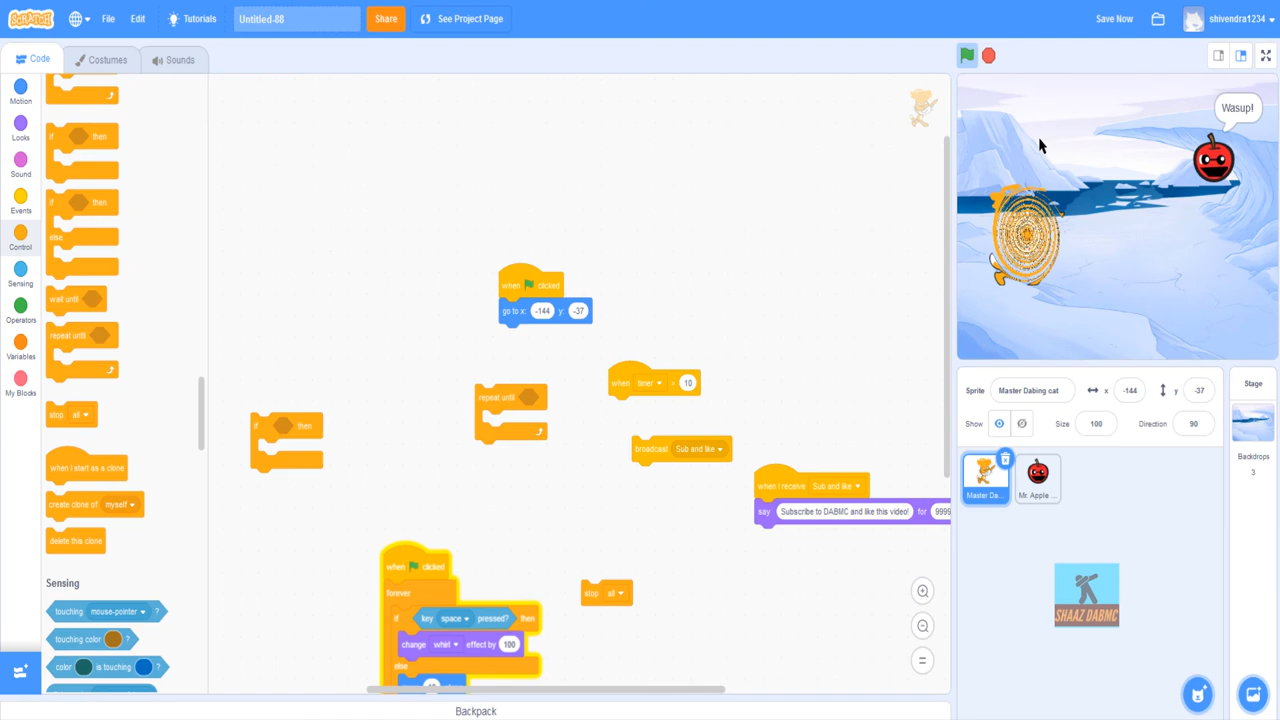 SCRATCH File Edit Tutorials Untitled-88 Share See Project Page Save Now shivendra1234
Code Costumes Sounds
Motion
Looks
Sound
Events
Control
Sensing
Operators
Variables
My Blocks
if then
if then
else
wait until
repeat until
stop all
when I start as a clone
create clone of myself
delete this clone
Sensing
touching mouse-pointer ?
touching color ?
color is touching ?
when clicked
go to x: -144 y: -37
when timer > 10
repeat until
if then
broadcast Sub and like
when I receive Sub and like
say Subscribe to DABMC and like this video! for 9999
when clicked
forever
if key space pressed? then
change whirl effect by 100
else
stop all
Wasup!
Sprite Master Dabing cat x -144 y -37
Show Size 100 Direction 90
Master Da...
Mr. Apple ...
Stage
Backdrops
3
SHAAZ DABMC
Backpack